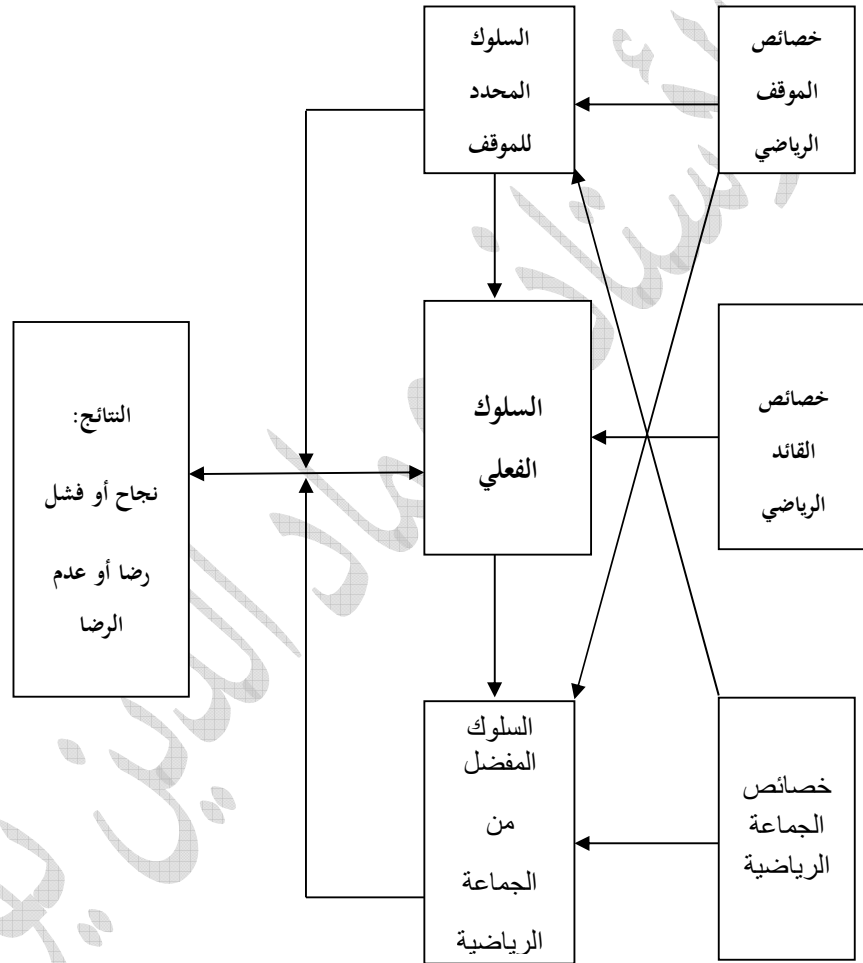 خصائص
الموقف
الرياضي
السلوك
المحدد
للموقف
خصائص
القائد
الرياضي
السلوك
الفعلي
النتائج:
نجاح أو فشل
رضا أو عدم
الرضا
خصائص
الجماعة
الرياضية
السلوك
المفضل
من
الجماعة
الرياضية